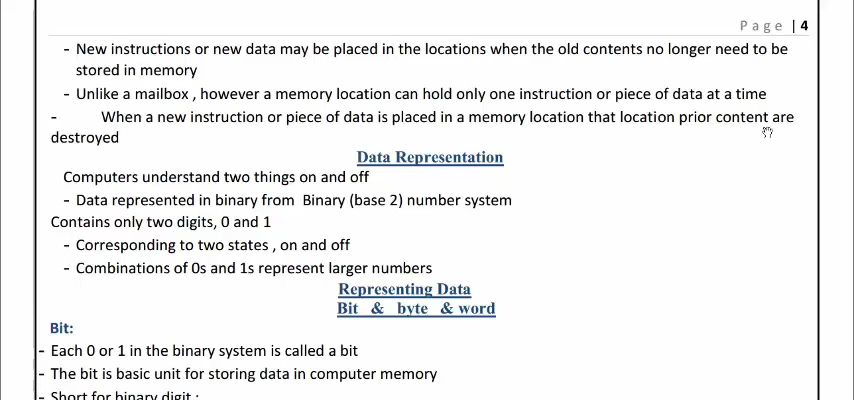 Page | 4
- New instructions or new data may be placed in the locations when the old contents no longer need to be
stored in memory
- Unlike a mailbox , however a memory location can hold only one instruction or piece of data at a time
- When a new instruction or piece of data is placed in a memory location that location prior content are
destroyed
Data Representation
Computers understand two things on and off
- Data represented in binary from Binary (base 2) number system
Contains only two digits, 0 and 1
- Corresponding to two states , on and off
- Combinations of 0s and 1s represent larger numbers
Representing Data
Bit & byte & word
Bit:
- Each 0 or 1 in the binary system is called a bit
- The bit is basic unit for storing data in computer memory
- Short for binary digit :